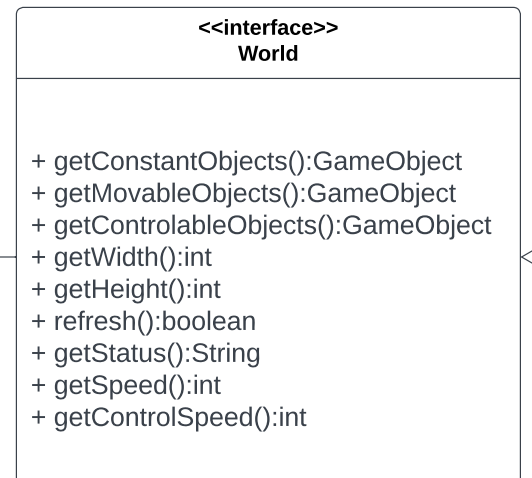 <<interface>>
World
+ getConstantObjects():GameObject
+ getMovableObjects():GameObject
+ getControlableObjects():GameObject
+ getWidth():int
+ getHeight():int
+ refresh():boolean
+ getStatus():String
+ getSpeed():int
+ getControlSpeed():int